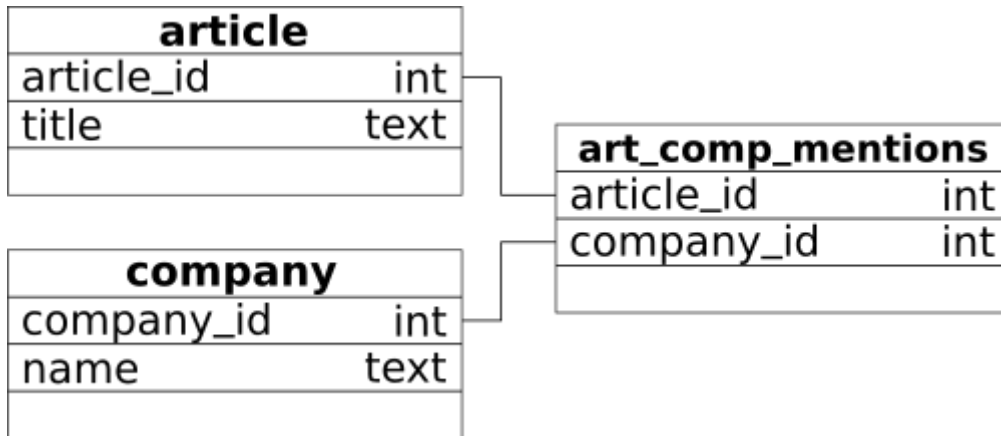 article
article_id int
title text
art_comp_mentions
article_id int
company_id int
company
company_id int
name text